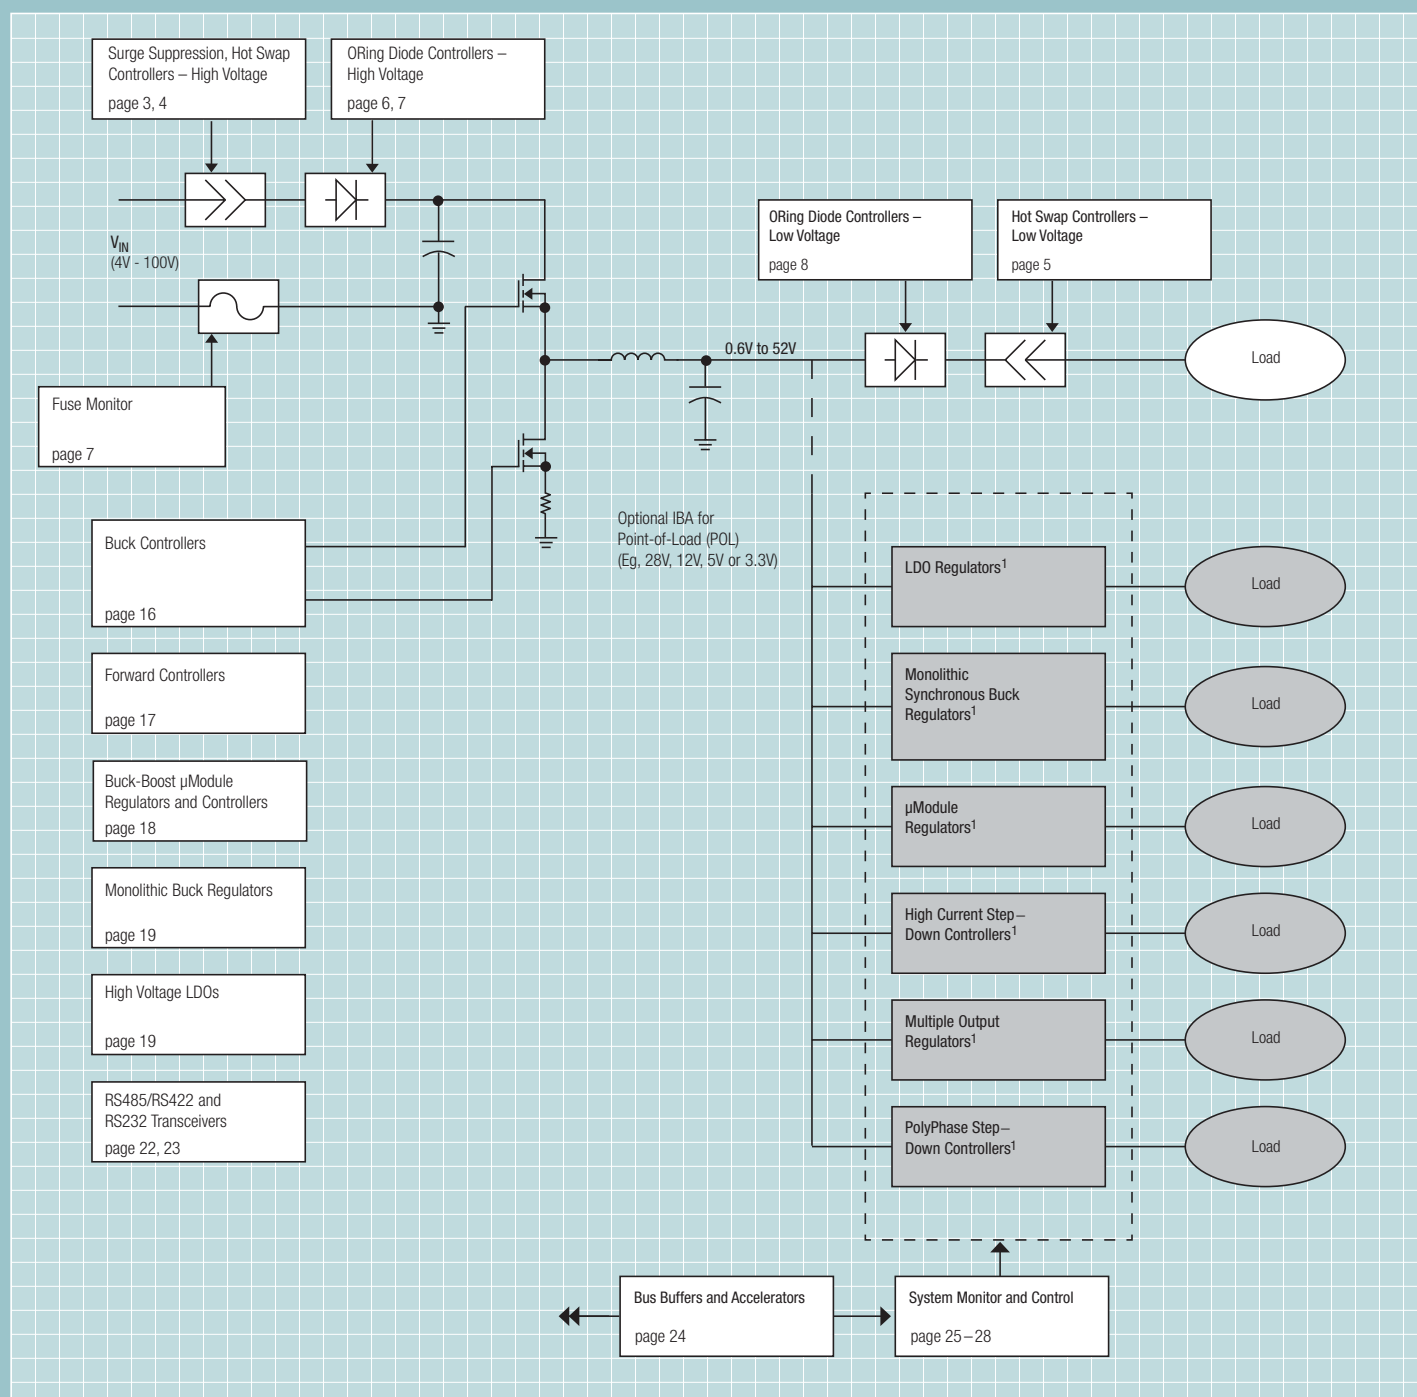 Surge Suppression, Hot Swap
Controllers – High Voltage
page 3, 4
ORing Diode Controllers –
High Voltage
page 6, 7
VIN
(4V - 100V)
Fuse Monitor
page 7
ORing Diode Controllers –
Low Voltage
page 8
Hot Swap Controllers –
Low Voltage
page 5
0.6V to 52V
Load
Optional IBA for
Point-of-Load (POL)
(Eg, 28V, 12V, 5V or 3.3V)
Buck Controllers
page 16
Forward Controllers
page 17
Buck-Boost µModule
Regulators and Controllers
page 18
Monolithic Buck Regulators
page 19
High Voltage LDOs
page 19
RS485/RS422 and
RS232 Transceivers
page 22, 23
LDO Regulators1
Load
Monolithic
Synchronous Buck
Regulators1
Load
µModule
Regulators1
Load
High Current Step–
Down Controllers1
Load
Multiple Output
Regulators1
Load
PolyPhase Step–
Down Controllers1
Load
Bus Buffers and Accelerators
page 24
System Monitor and Control
page 25–28